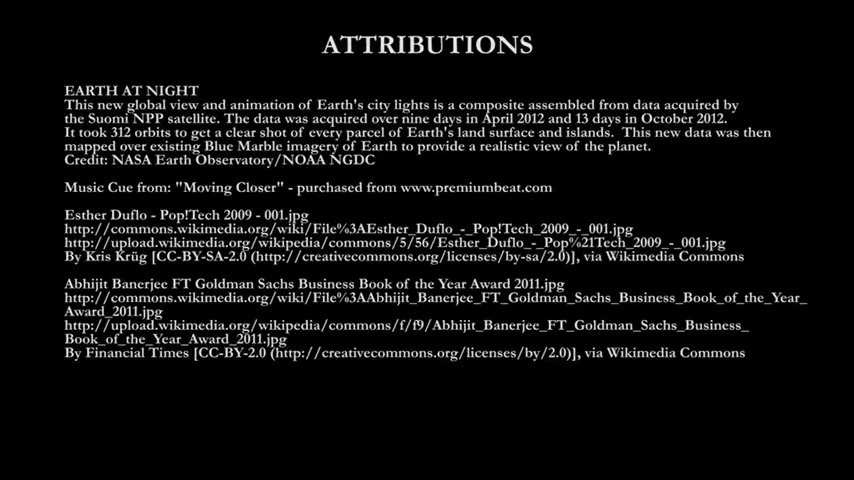 ATTRIBUTIONS
EARTH AT NIGHT
This new global view and animation of Earth's city lights is a composite assembled from data acquired by
the Suomi NPP satellite. The data was acquired over nine days in April 2012 and 13 days in October 2012.
It took 312 orbits to get a clear shot of every parcel of Earth's land surface and islands. This new data was then
mapped over existing Blue Marble imagery of Earth to provide a realistic view of the planet.
Credit: NASA Earth Observatory/NOAA NGDC
Music Cue from: "Moving Closer" - purchased from www.premiumbeat.com
Esther Duflo - Pop!Tech 2009 - 001.jpg
http://commons.wikimedia.org/wiki/File%3AEsther_Duflo_-_Pop!Tech_2009_-_001.jpg
http://upload.wikimedia.org/wikipedia/commons/5/56/Esther_Duflo_-_Pop%21Tech_2009_-_001.jpg
By Kris Krüg [CC-BY-SA-2.0 (http://creativecommons.org/licenses/by-sa/2.0)], via Wikimedia Commons
Abhijit Banerjee FT Goldman Sachs Business Book of the Year Award 2011.jpg
http://commons.wikimedia.org/wiki/File%3AAbhijit_Banerjee_FT_Goldman_Sachs_Business_Book_of_the_Year_
Award_2011.jpg
http://upload.wikimedia.org/wikipedia/commons/f/f9/Abhijit_Banerjee_FT_Goldman_Sachs_Business_
Book_of_the_Year_Award_2011.jpg
By Financial Times [CC-BY-2.0 (http://creativecommons.org/licenses/by/2.0)], via Wikimedia Commons